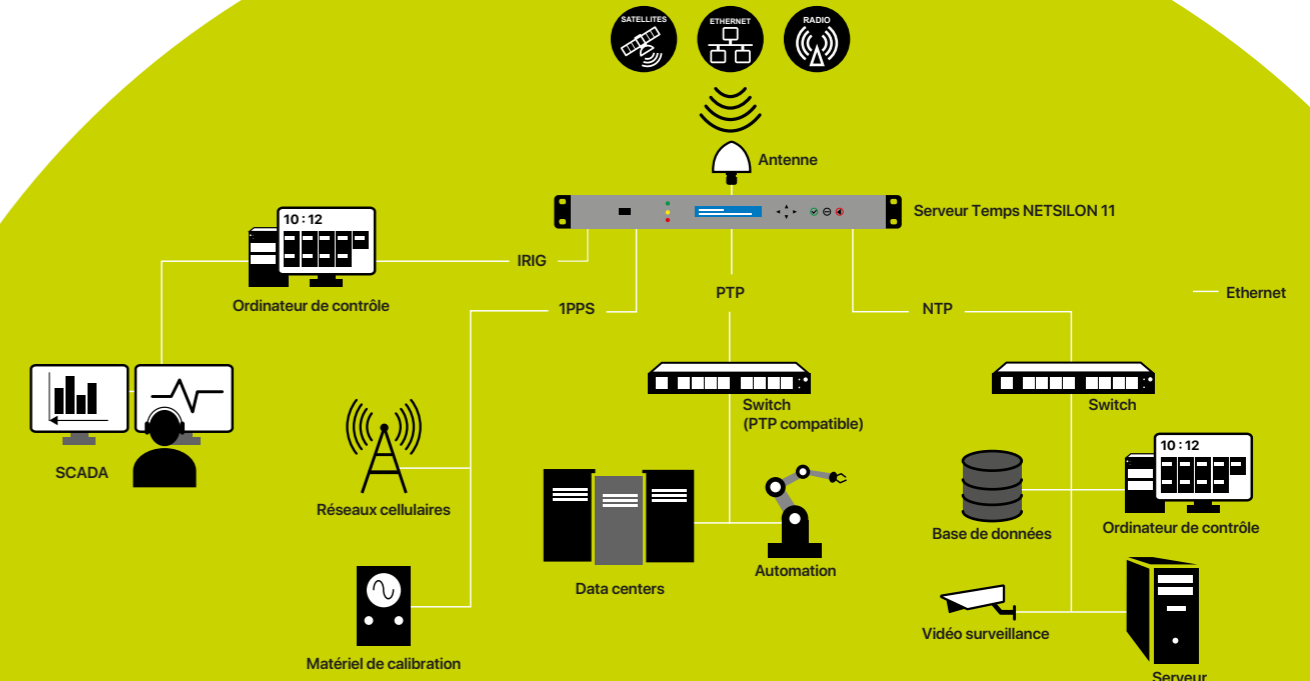 SATELLITES
ETHERNET
RADIO
Antenne
Serveur Temps NETSILON 11
10:12
IRIG
Ordinateur de contrôle
PTP
Ethernet
1PPS
NTP
Switch
(PTP compatible)
Switch
SCADA
10:12
Réseaux cellulaires
Base de données
Ordinateur de contrôle
Automation
Data centers
Vidéo surveillance
Matériel de calibration
Serveur